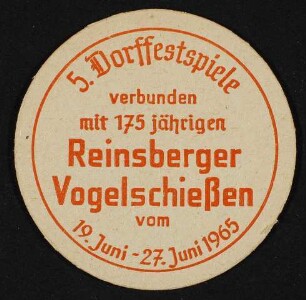 5. Dorffestspiele
verbunden
mit 175 jährigen
Reinsberger
Vogelschießen
vom
19. Juni - 27. Juni 1965